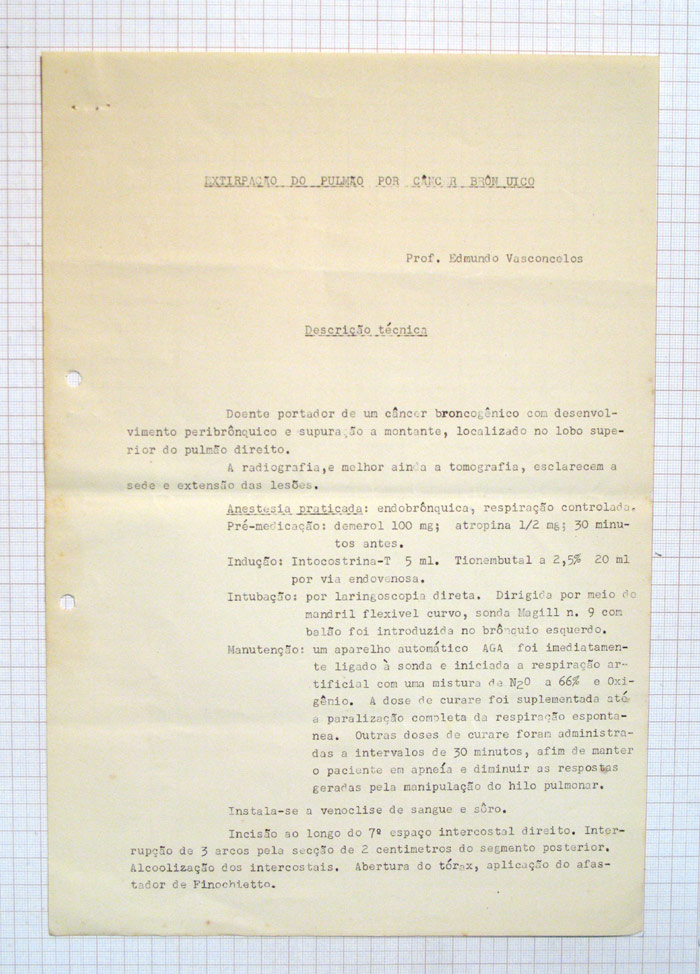 EXTIRPAÇÃO DO PULMÃO POR CÂNCER BRÔN UICO
Prof. Edmundo Vasconcelos
Descrição técnica
Doente portador de um câncer broncogênico com desenvol-
vimento peribrônquico e supuração a montante, localizado no lobo supe-
rior do pulmão direito.
A radiografia,e melhor ainda a tomografia, esclarecem a
sede e extensão das lesões.
Anestesia praticada: endobrônquica, respiração controlada.
Pré-medicação: demerol 100 mg; atropina 1/2 mg; 30 minu-
tos antes.
Indução: Intocostrina-T 5 ml. Tionembutal a 2,5% 20 ml
por via endovenosa.
Intubação: por laringoscopia direta. Dirigida por meio de
mandril flexivel curvo, sonda Magill n. 9 com
balão foi introduzida no brônquio esquerdo.
Manutenção: um aparelho automático AGA foi imediatamen-
te ligado à sonda e iniciada a respiração ar-
tificial com uma mistura de N2O a 66% e Oxi-
gênio. A dose de curare foi suplementada até
a paralização completa da respiração esponta-
nea. Outras doses de curare foram administra-
das a intervalos de 30 minutos, afim de manter
o paciente em apneía e diminuir as respostas
geradas pela manipulação do hilo pulmonar.
Instala-se a venoclise de sangue e sôro.
Incisão ao longo do 7º espaço intercostal direito. Inter-
rupção de 3 arcos pela secção de 2 centimetros do segmento posterior.
Alcoolização dos intercostais. Abertura do tórax, aplicação do afas-
tador de Finochietto.